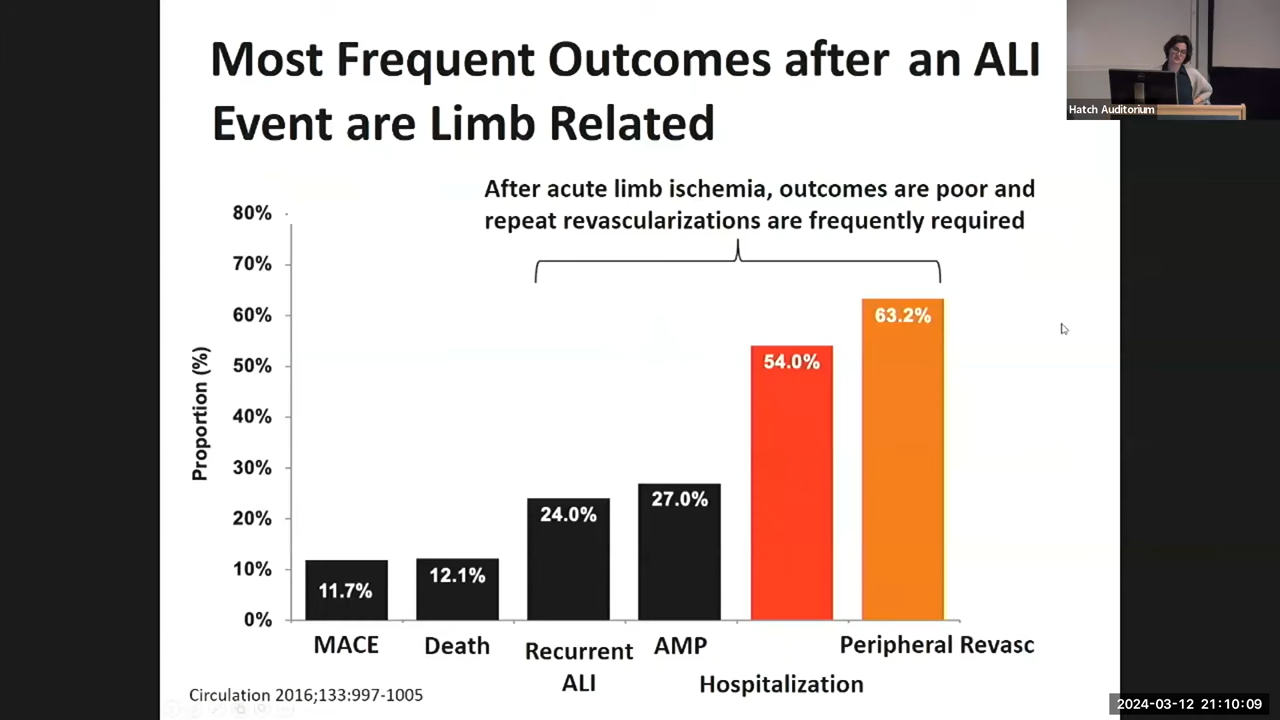 Most Frequent Outcomes after an ALI
Event are Limb Related
Hatch Auditorium
After acute limb ischemia, outcomes are poor and
repeat revascularizations are frequently required
80%
70%
60%
50%
40%
30%
20%
10%
0%
Proportion (%)
11.7%
12.1%
24.0%
27.0%
54.0%
63.2%
MACE
Death
Recurrent
ALI
AMP
Hospitalization
Peripheral Revasc
Circulation 2016;133:997-1005
2024-03-12 21:10:09